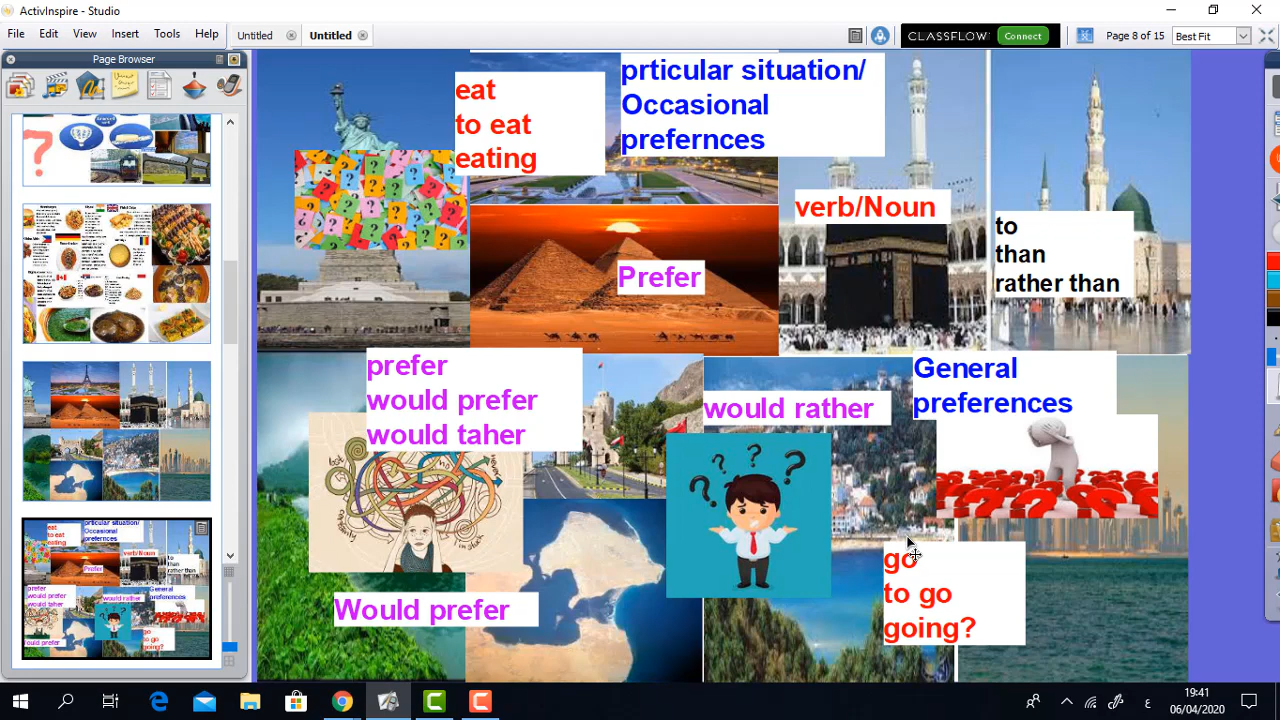 ActivInspire - Studio
File Edit View Insert Tools Help
Untitled
Untitled
CLASSFLOW
Connect
Page 8 of 15
Best Fit
Page Browser
eat
to eat
eating
prticular situation/
Occasional
prefernces
verb/Noun
to
than
rather than
Prefer
prefer
would prefer
would taher
would rather
General
preferences
Would prefer
go
to go
going?
19:41
06/04/2020